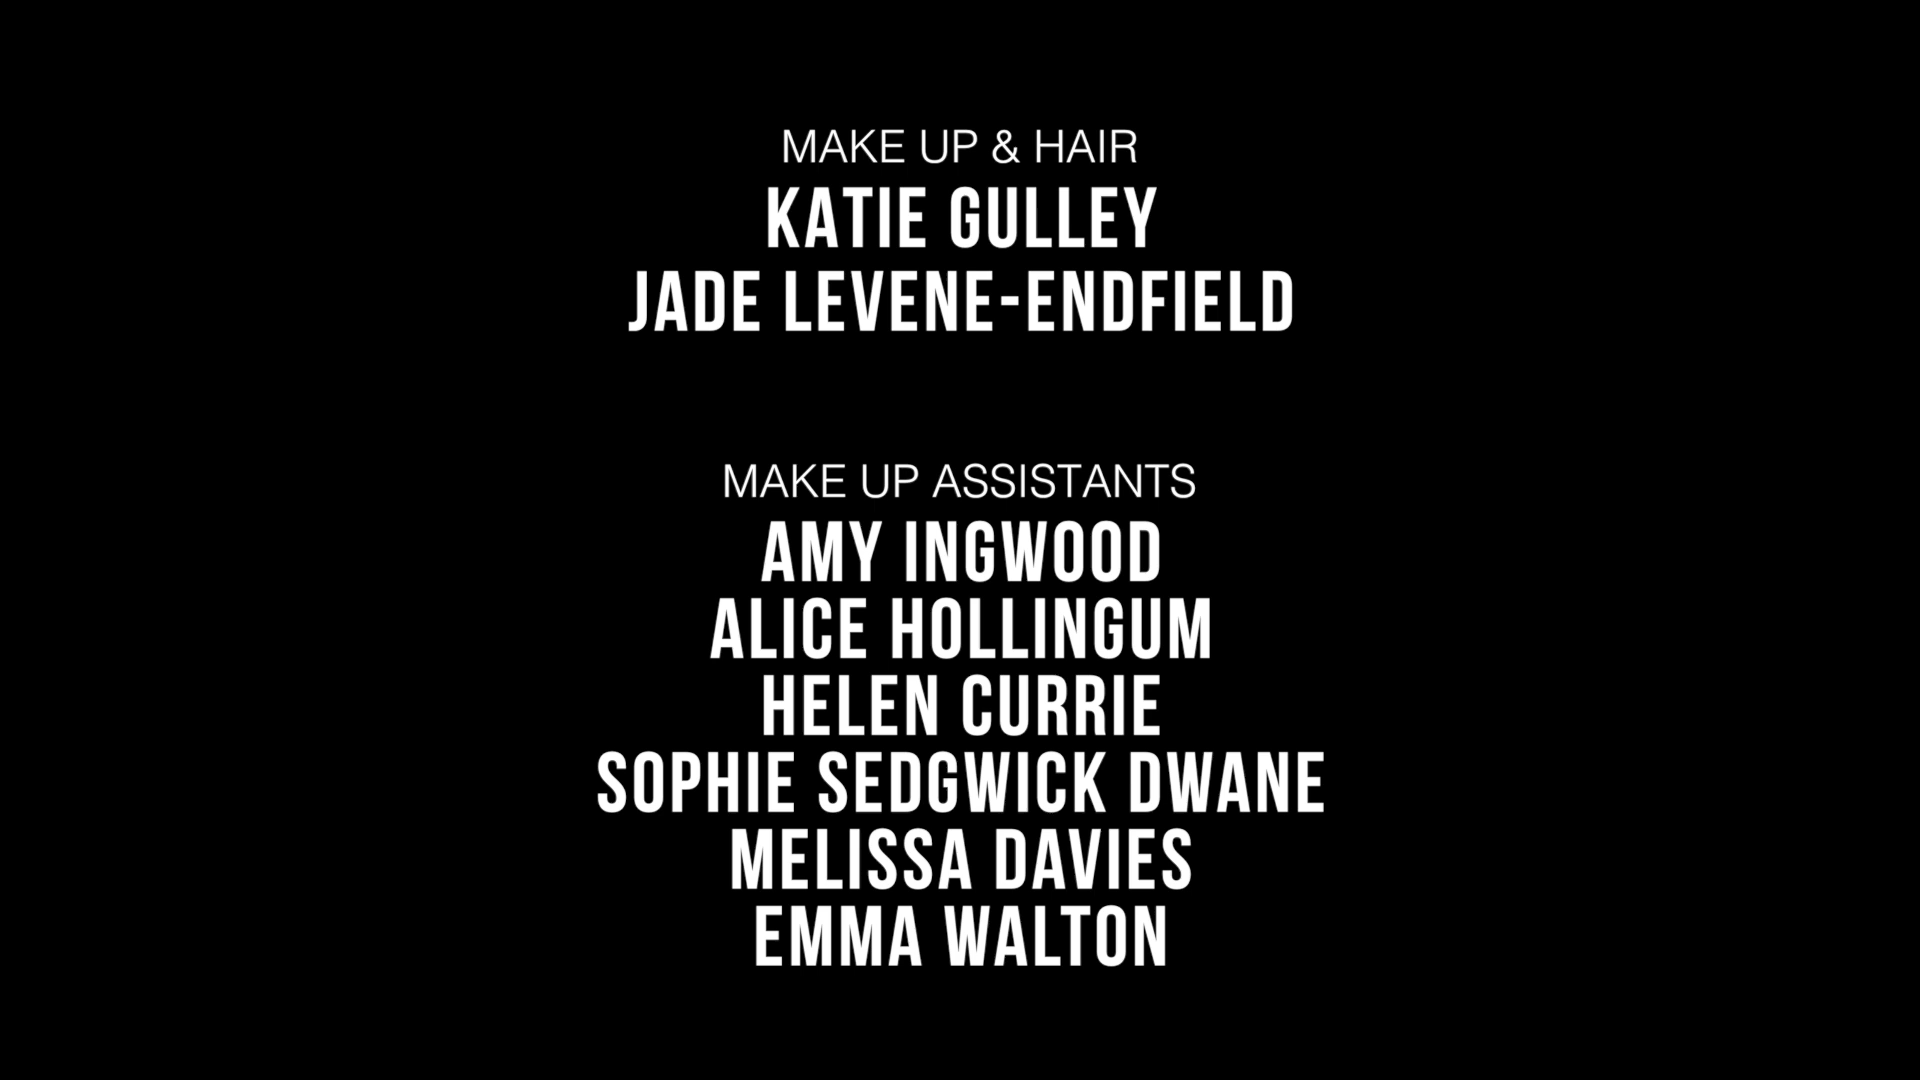 MAKE UP & HAIR
KATIE GULLEY
JADE LEVENE-ENDFIELD
MAKE UP ASSISTANTS
AMY INGWOOD
ALICE HOLLINGUM
HELEN CURRIE
SOPHIE SEDGWICK DWANE
MELISSA DAVIES
EMMA WALTON